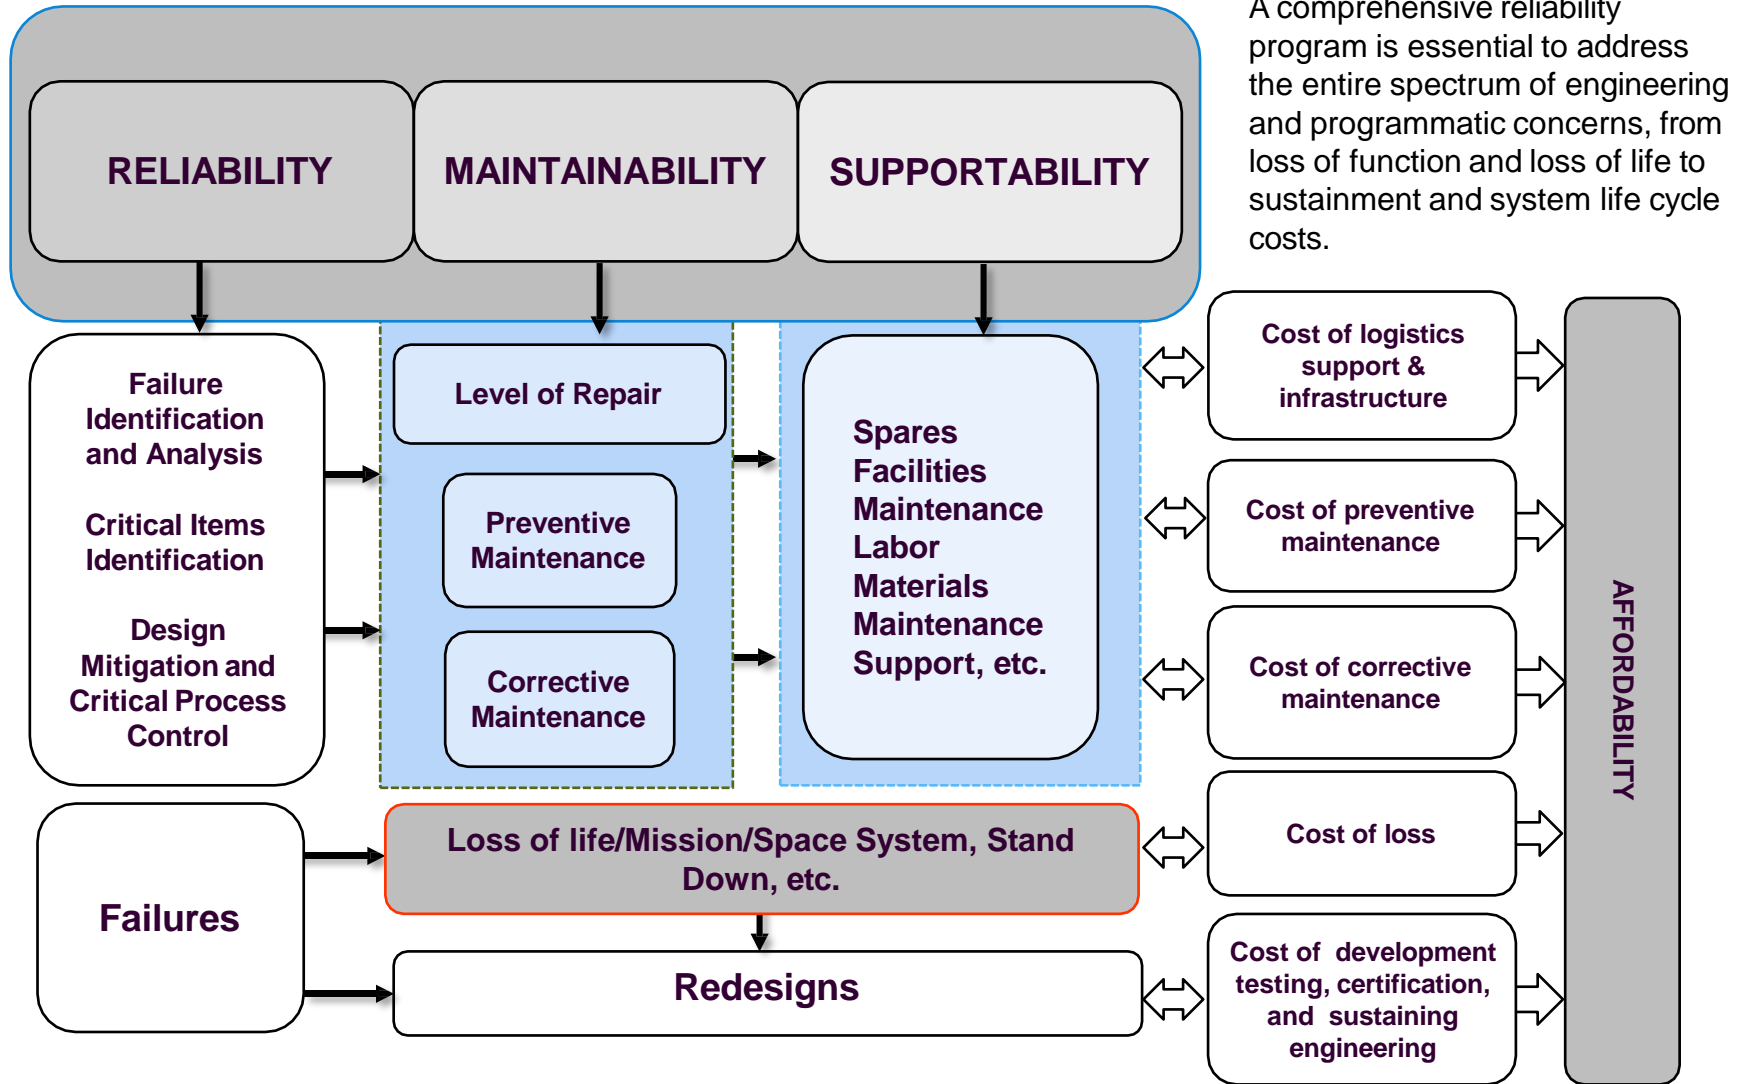 A comprehensive reliability
program is essential to address
the entire spectrum of engineering
and programmatic concerns, from
loss of function and loss of life to
sustainment and system life cycle
costs.
RELIABILITY
MAINTAINABILITY
SUPPORTABILITY
Failure
Identification
and Analysis
Critical Items
Identification
Design
Mitigation and
Critical Process
Control
Level of Repair
Preventive
Maintenance
Corrective
Maintenance
Spares
Facilities
Maintenance
Labor
Materials
Maintenance
Support, etc.
Cost of logistics
support &
infrastructure
Cost of preventive
maintenance
Cost of corrective
maintenance
AFFORDABILITY
Failures
Loss of life/Mission/Space System, Stand
Down, etc.
Cost of loss
Redesigns
Cost of development
testing, certification,
and sustaining
engineering